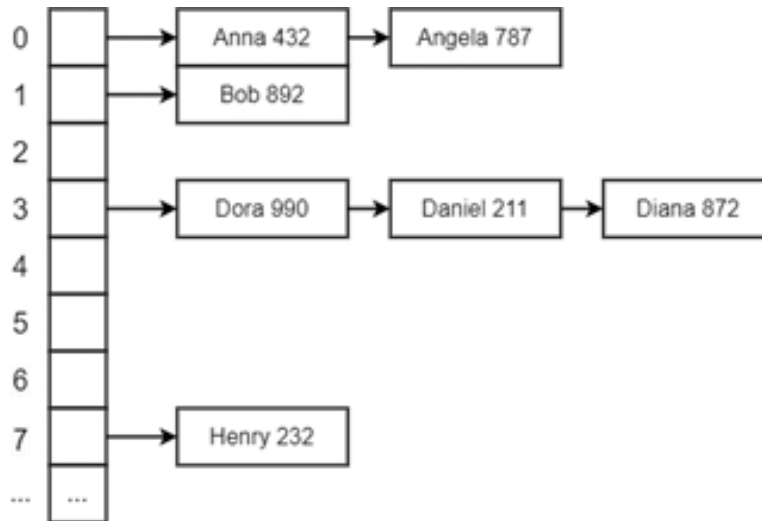 0 Anna 432 Angela 787
1 Bob 892
2
3 Dora 990 Daniel 211 Diana 872
4
5
6
7 Henry 232
... ...